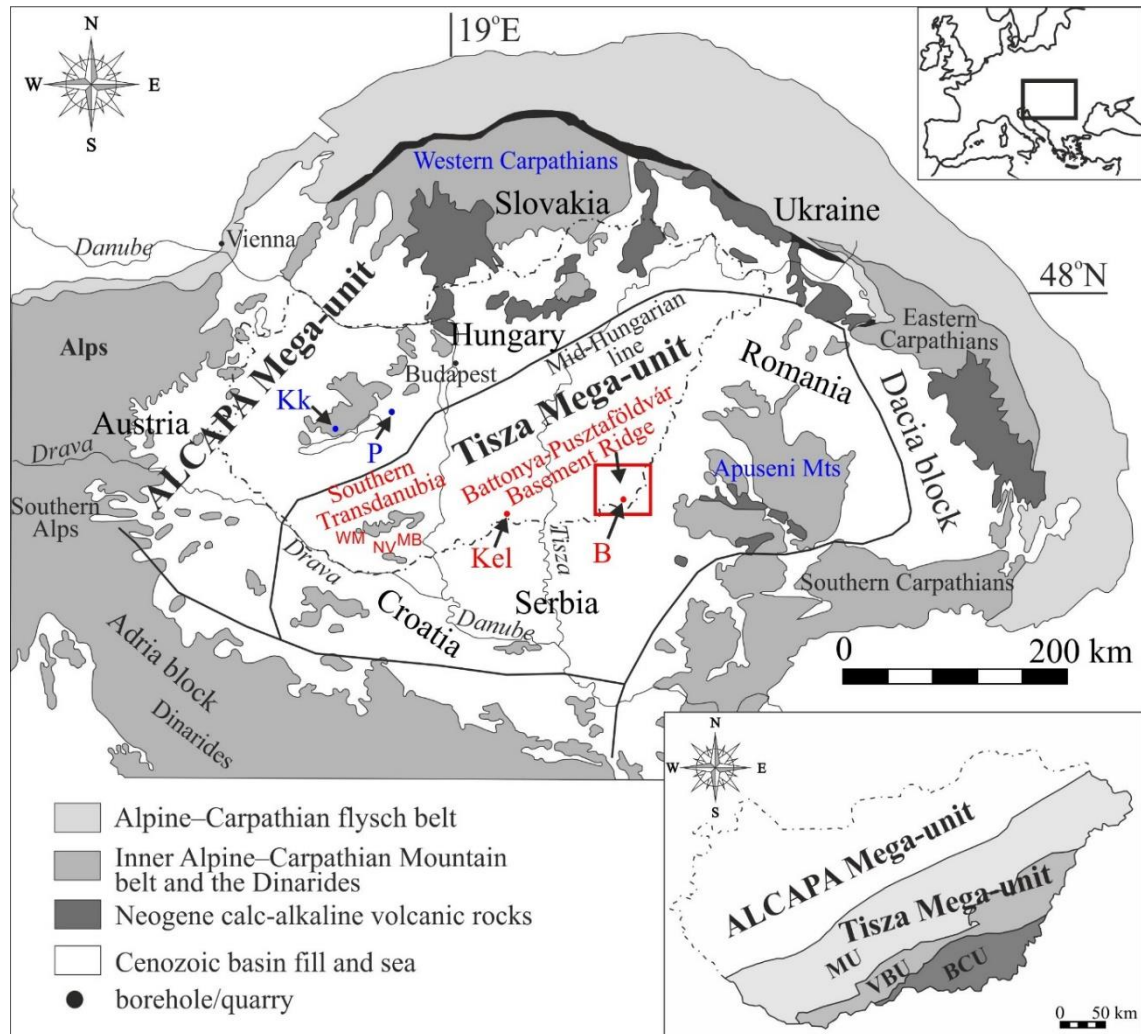 19°E
N
W
E
S
Western Carpathians
Slovakia
Ukraine
Danube
Vienna
48°N
ALCAPA Mega-unit
Hungary
Mid-Hungarian
line
Eastern
Carpathians
Alps
Budapest
Romania
Kk
P
Tisza Mega-unit
Dacia block
Austria
Drava
Southern
Transdanubia
Battonya-Pusztaföldvár
Basement Ridge
Apuseni Mts
Southern
Alps
WM
NV
MB
Kel
Tisza
B
Drava
Southern Carpathians
Croatia
Danube
Serbia
Adria block
Dinarides
0
200 km
Alpine–Carpathian flysch belt
Inner Alpine–Carpathian Mountain
belt and the Dinarides
Neogene calc-alkaline volcanic rocks
Cenozoic basin fill and sea
borehole/quarry
N
W
E
S
ALCAPA Mega-unit
Tisza Mega-unit
MU
VBU
BCU
0
50 km